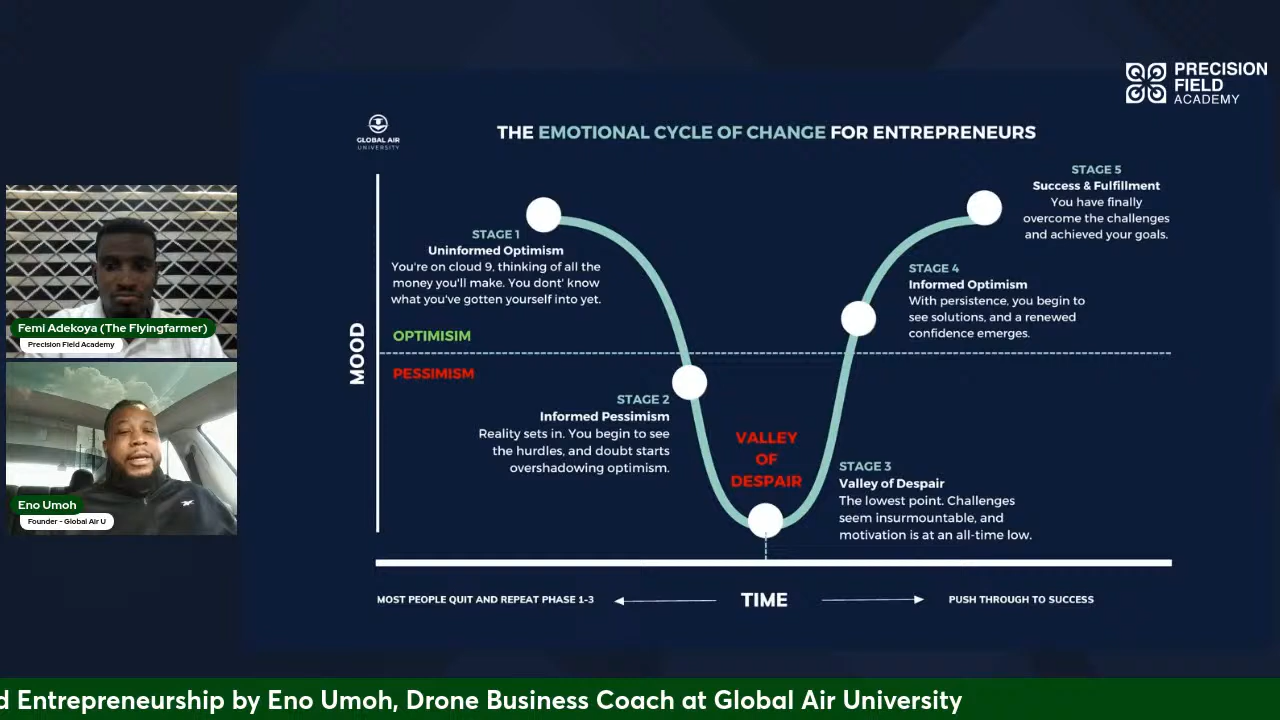 PRECISION
FIELD
ACADEMY
GLOBAL AIR
UNIVERSITY
THE EMOTIONAL CYCLE OF CHANGE FOR ENTREPRENEURS
STAGE 1
Uninformed Optimism
You're on cloud 9, thinking of all the
money you'll make. You dont' know
what you've gotten yourself into yet.
STAGE 5
Success & Fulfillment
You have finally
overcome the challenges
and achieved your goals.
STAGE 4
Informed Optimism
With persistence, you begin to
see solutions, and a renewed
confidence emerges.
MOOD
OPTIMISIM
PESSIMISM
STAGE 2
Informed Pessimism
Reality sets in. You begin to see
the hurdles, and doubt starts
overshadowing optimism.
VALLEY
OF
DESPAIR
STAGE 3
Valley of Despair
The lowest point. Challenges
seem insurmountable, and
motivation is at an all-time low.
MOST PEOPLE QUIT AND REPEAT PHASE 1-3
TIME
PUSH THROUGH TO SUCCESS
Femi Adekoya (The Flyingfarmer)
Precision Field Academy
Eno Umoh
Founder - Global Air U
d Entrepreneurship by Eno Umoh, Drone Business Coach at Global Air University